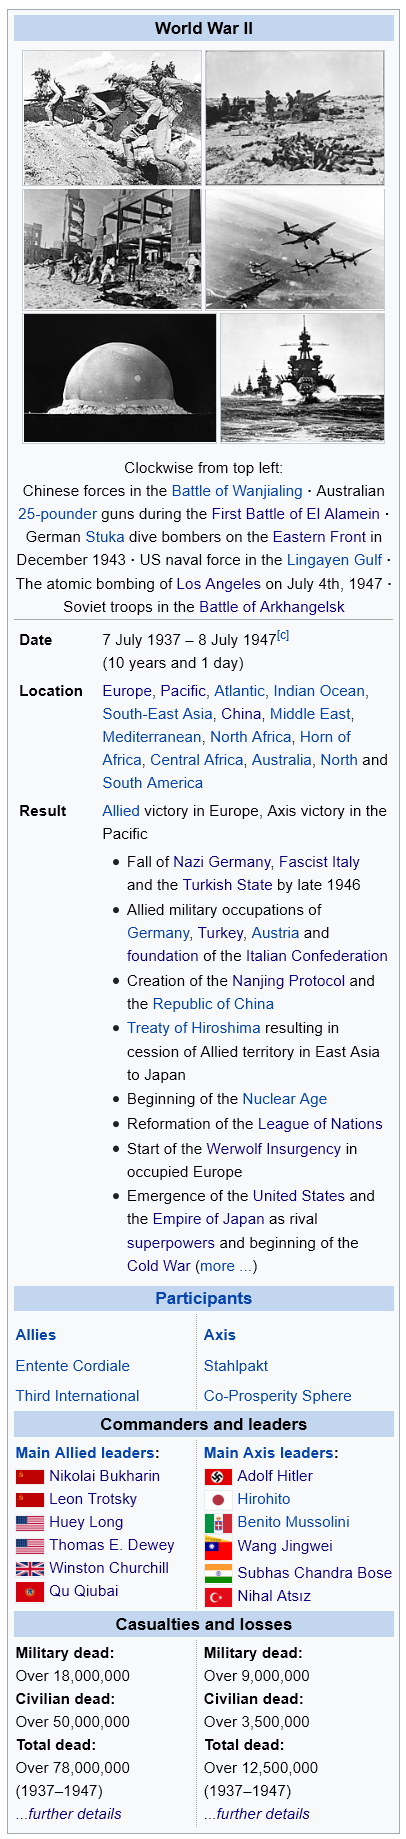 World War II
Clockwise from top left:
Chinese forces in the Battle of Wanjialing · Australian
25-pounder guns during the First Battle of El Alamein ·
German Stuka dive bombers on the Eastern Front in
December 1943 · US naval force in the Lingayen Gulf ·
The atomic bombing of Los Angeles on July 4th, 1947 ·
Soviet troops in the Battle of Arkhangelsk
Date
7 July 1937 – 8 July 1947[c]
(10 years and 1 day)
Location
Europe, Pacific, Atlantic, Indian Ocean,
South-East Asia, China, Middle East,
Mediterranean, North Africa, Horn of
Africa, Central Africa, Australia, North and
South America
Result
Allied victory in Europe, Axis victory in the
Pacific
• Fall of Nazi Germany, Fascist Italy
and the Turkish State by late 1946
• Allied military occupations of
Germany, Turkey, Austria and
foundation of the Italian Confederation
• Creation of the Nanjing Protocol and
the Republic of China
• Treaty of Hiroshima resulting in
cession of Allied territory in East Asia
to Japan
• Beginning of the Nuclear Age
• Reformation of the League of Nations
• Start of the Werwolf Insurgency in
occupied Europe
• Emergence of the United States and
the Empire of Japan as rival
superpowers and beginning of the
Cold War (more ...)
Participants
Allies
Entente Cordiale
Third International
Axis
Stahlpakt
Co-Prosperity Sphere
Commanders and leaders
Main Allied leaders:
Nikolai Bukharin
Leon Trotsky
Huey Long
Thomas E. Dewey
Winston Churchill
Qu Qiubai
Main Axis leaders:
Adolf Hitler
Hirohito
Benito Mussolini
Wang Jingwei
Subhas Chandra Bose
Nihal Atsız
Casualties and losses
Military dead:
Over 18,000,000
Civilian dead:
Over 50,000,000
Total dead:
Over 78,000,000
(1937–1947)
...further details
Military dead:
Over 9,000,000
Civilian dead:
Over 3,500,000
Total dead:
Over 12,500,000
(1937–1947)
...further details